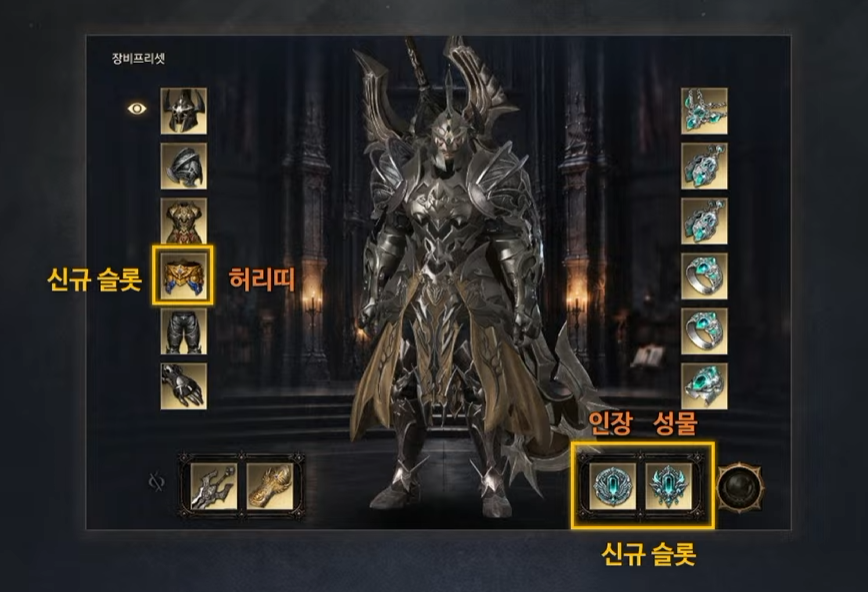 장비프리셋
신규 슬롯
허리띠
인장 성물
신규 슬롯